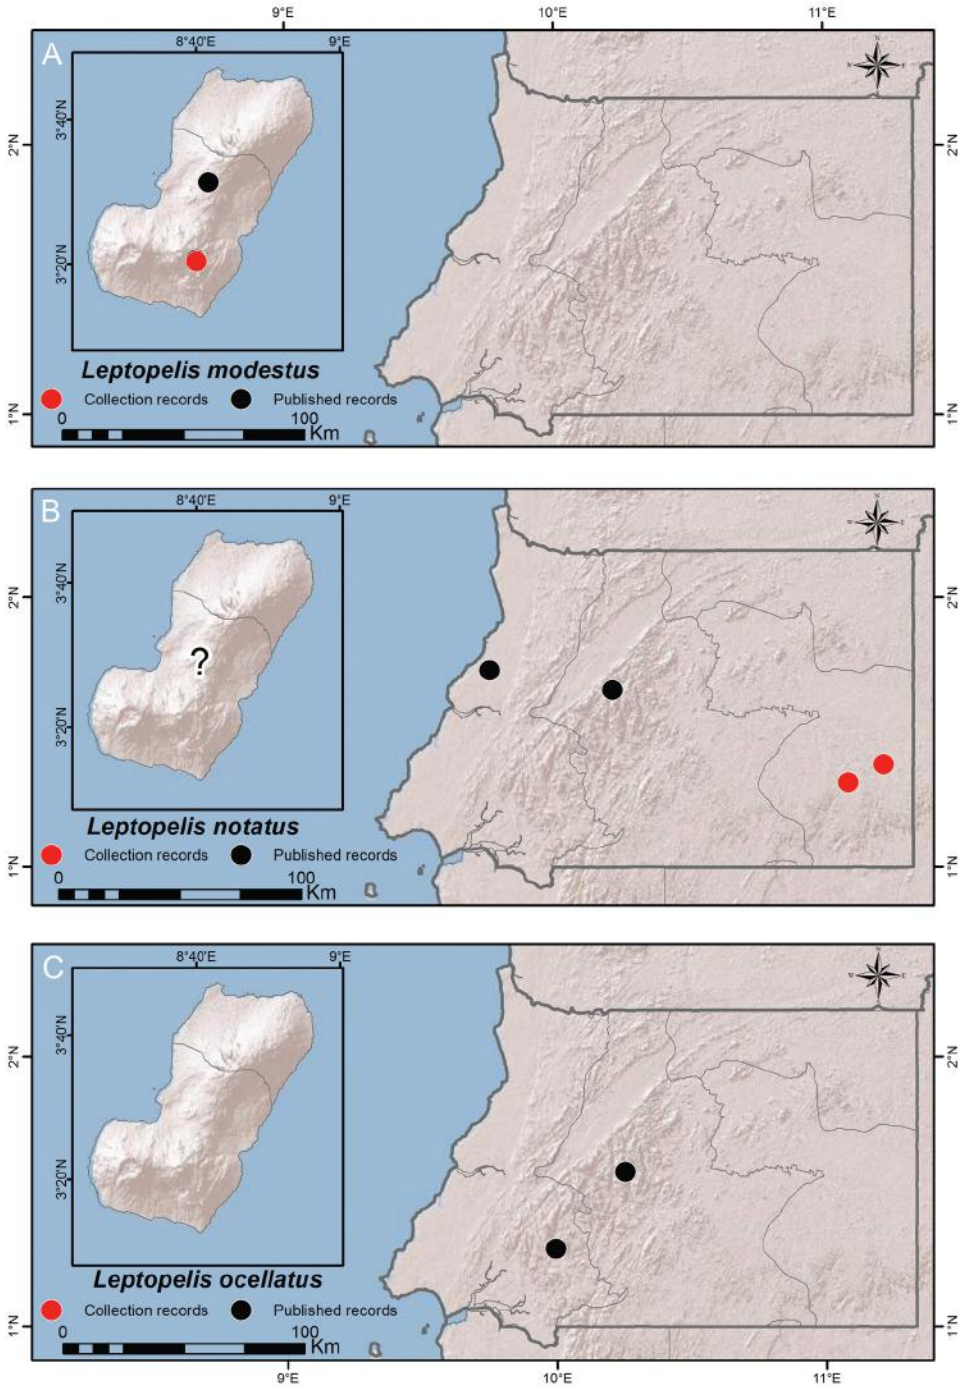 9°E 10°E 11°E
A
8°40'E 9°E
N
W E
S
3°40'N
2°N 2°N
3°20'N
Leptopelis modestus
Collection records Published records
0 100
Km
1°N 1°N
B
8°40'E 9°E
N
W E
S
3°40'N
2°N 2°N
?
3°20'N
Leptopelis notatus
Collection records Published records
0 100
Km
1°N 1°N
C
8°40'E 9°E
N
W E
S
3°40'N
2°N 2°N
3°20'N
Leptopelis ocellatus
Collection records Published records
0 100
Km
1°N 1°N
9°E 10°E 11°E